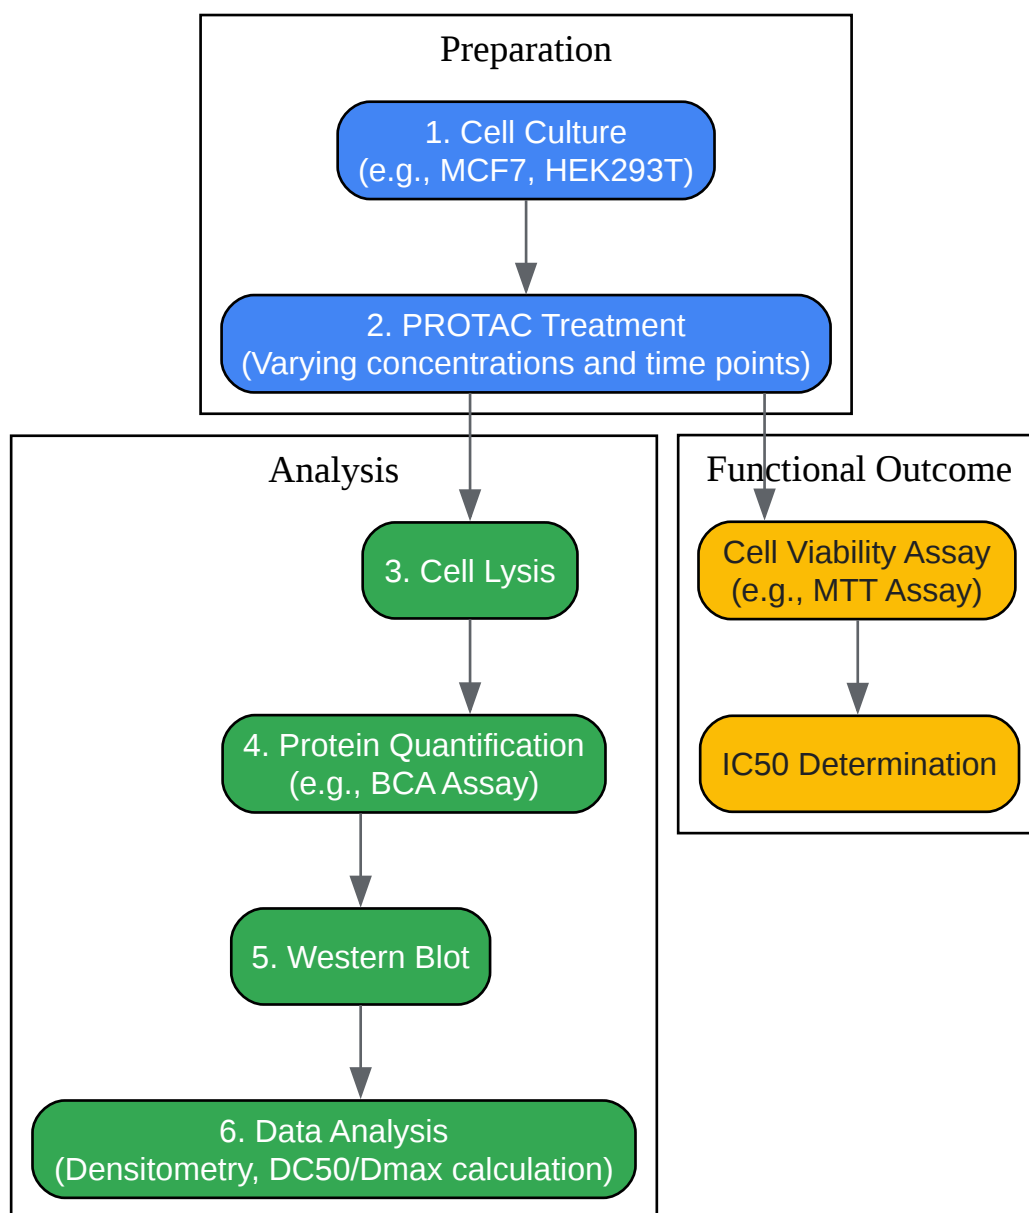 Preparation
1. Cell Culture
(e.g., MCF7, HEK293T)
2. PROTAC Treatment
(Varying concentrations and time points)
Analysis
3. Cell Lysis
4. Protein Quantification
(e.g., BCA Assay)
5. Western Blot
6. Data Analysis
(Densitometry, DC50/Dmax calculation)
Functional Outcome
Cell Viability Assay
(e.g., MTT Assay)
IC50 Determination